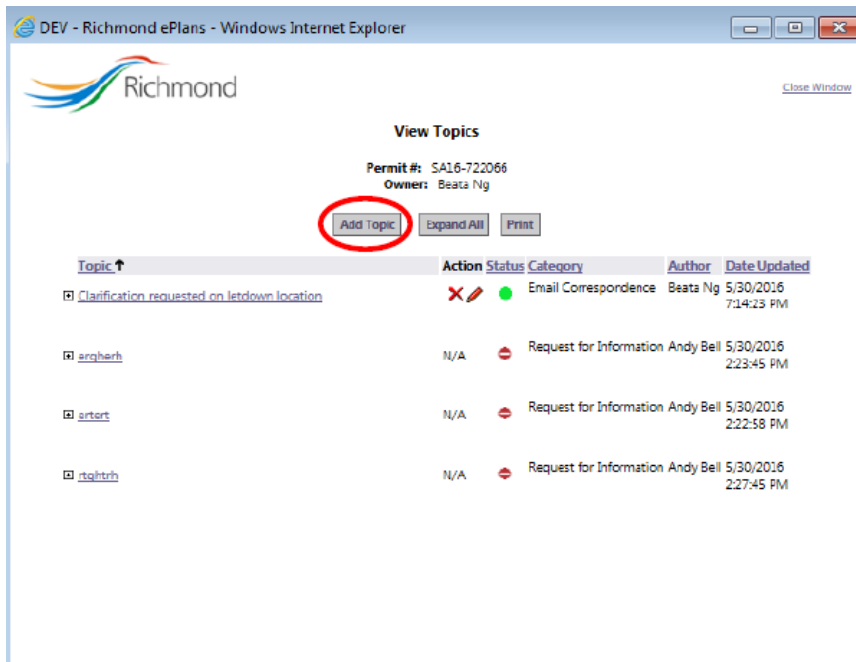 DEV - Richmond ePlans - Windows Internet Explorer
Richmond
Close Window
View Topics
Permit #: SA16-722066
Owner: Beata Ng
Add Topic Expand All Print
Topic Action Status Category Author Date Updated
Clarification requested on letdown location Email Correspondence Beata Ng 5/30/2016
7:14:23 PM
ergherh N/A Request for Information Andy Bell 5/30/2016
2:23:45 PM
ertert N/A Request for Information Andy Bell 5/30/2016
2:22:58 PM
rtghtrh N/A Request for Information Andy Bell 5/30/2016
2:27:45 PM